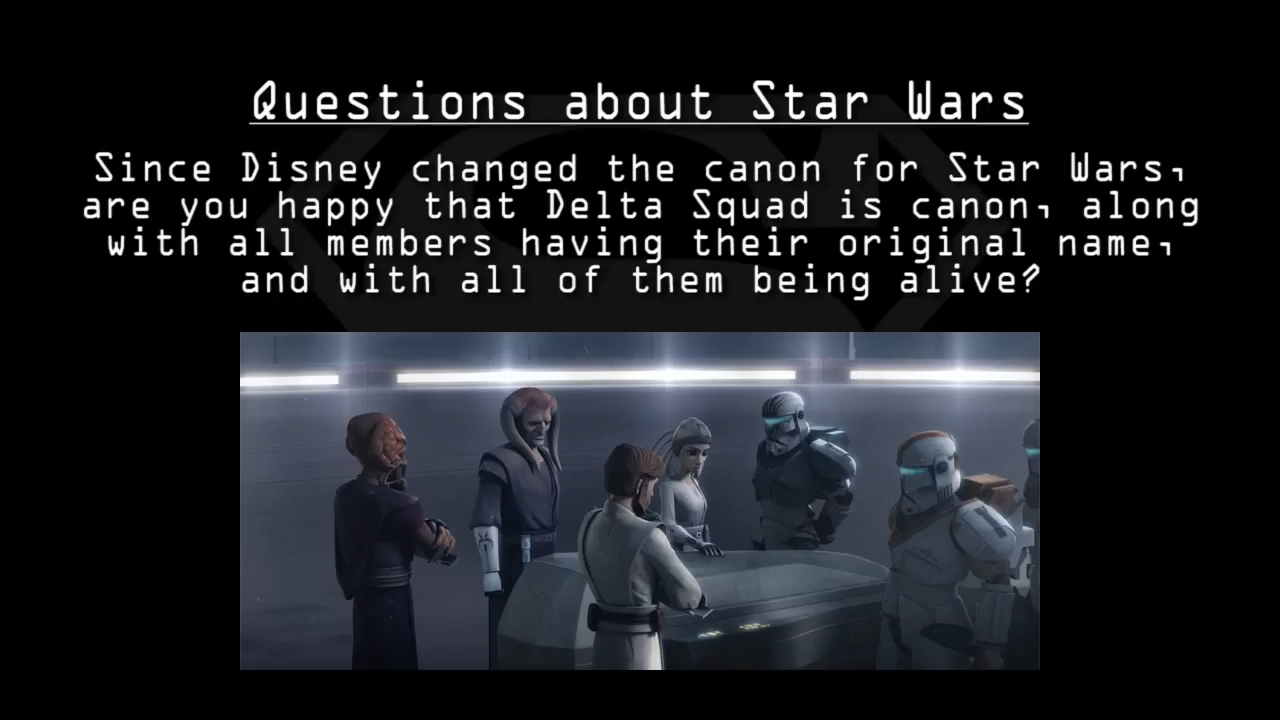 Questions about Star Wars
Since Disney changed the canon for Star Wars,
are you happy that Delta Squad is canon, along
with all members having their original name,
and with all of them being alive?